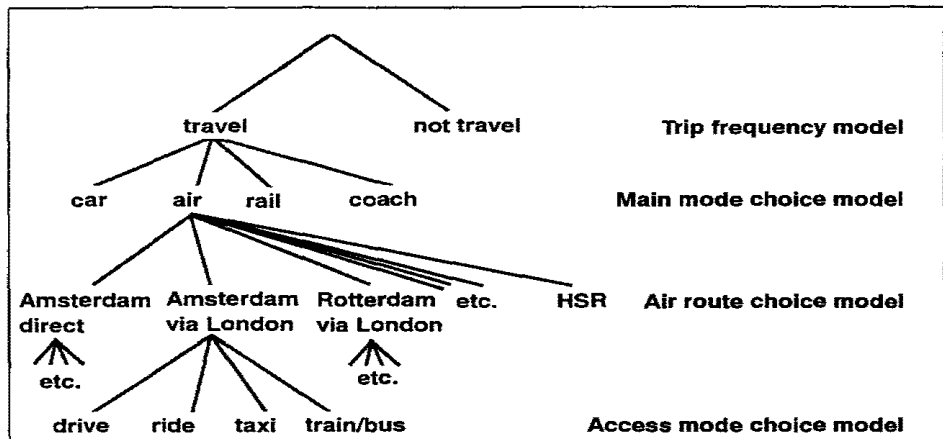 travel not travel Trip frequency model
car air rail coach Main mode choice model
Amsterdam Amsterdam Rotterdam etc. HSR Air route choice model
direct via London via London
etc. etc.
drive ride taxi train/bus Access mode choice model